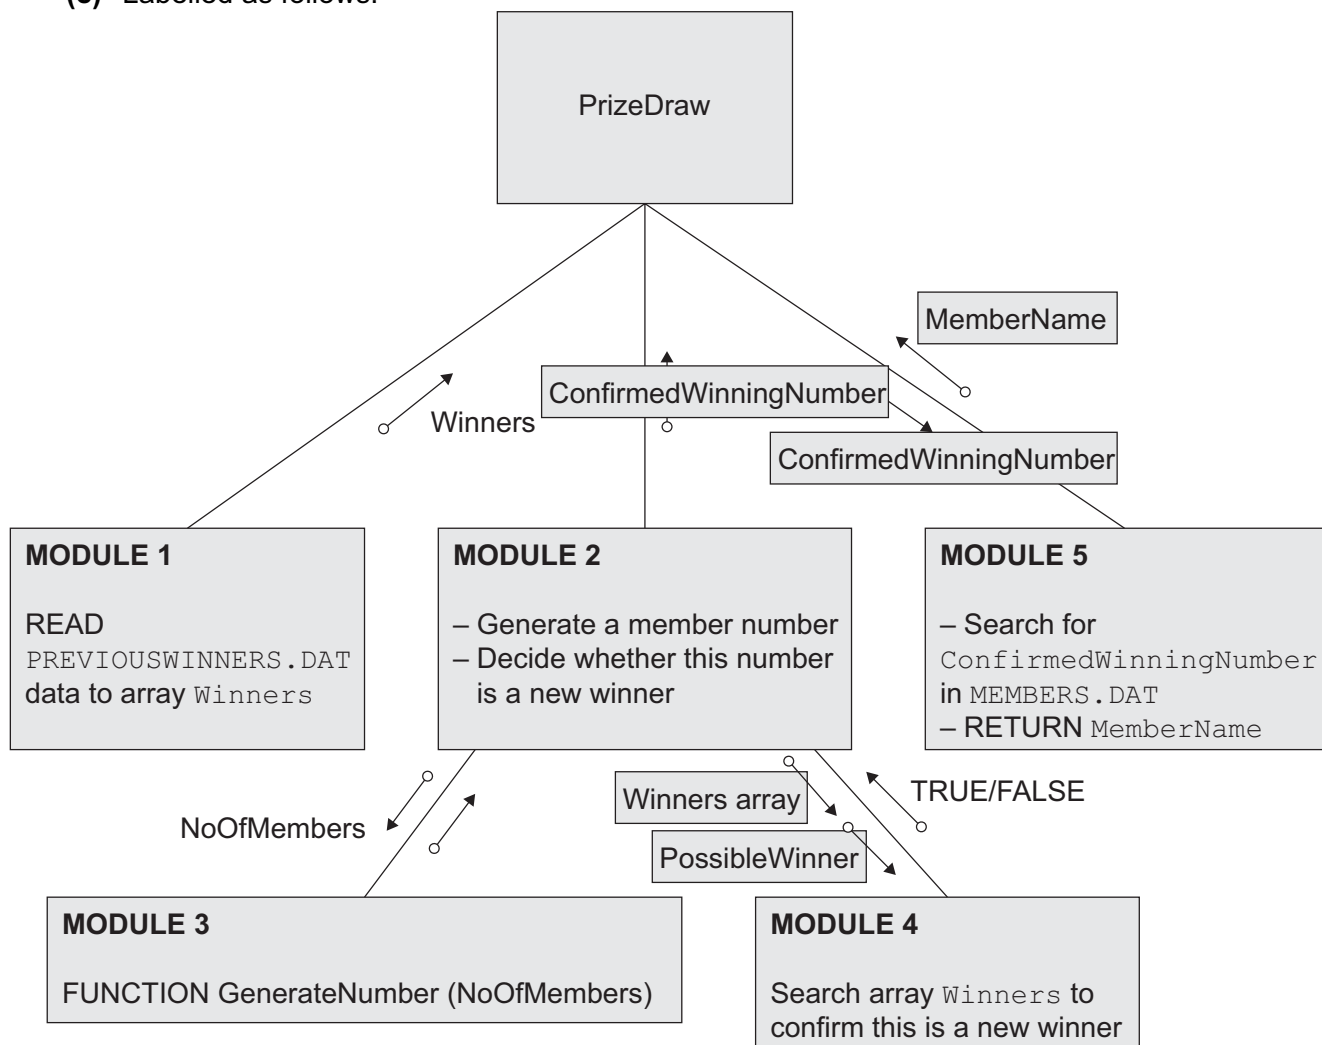 (c) Labelled as follows:
PrizeDraw
MemberName
ConfirmedWinningNumber
Winners
ConfirmedWinningNumber
MODULE 1
READ
PREVIOUSWINNERS.DAT
data to array Winners
MODULE 2
– Generate a member number
– Decide whether this number
is a new winner
MODULE 5
– Search for
ConfirmedWinningNumber
in MEMBERS.DAT
– RETURN MemberName
NoOfMembers
Winners array
TRUE/FALSE
PossibleWinner
MODULE 3
FUNCTION GenerateNumber (NoOfMembers)
MODULE 4
Search array Winners to
confirm this is a new winner